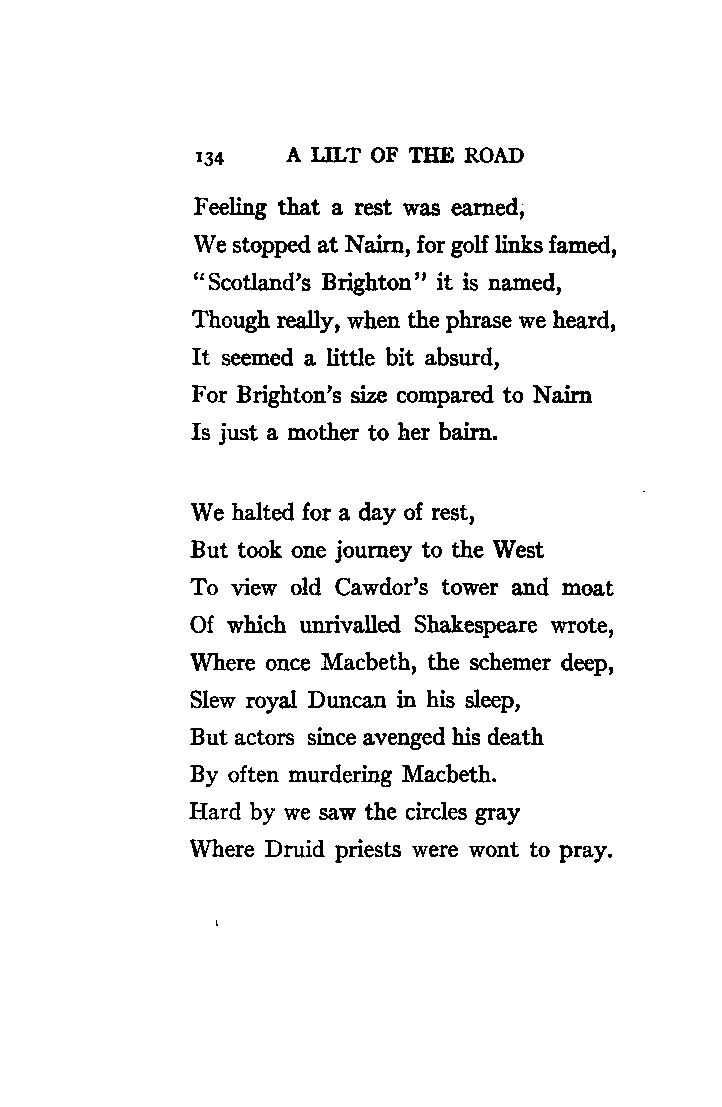 134 A LILT OF THE ROAD
Feeling that a rest was earned,
We stopped at Nairn, for golf links famed,
"Scotland's Brighton" it is named,
Though really, when the phrase we heard,
It seemed a little bit absurd,
For Brighton's size compared to Nairn
Is just a mother to her bairn.
We halted for a day of rest,
But took one journey to the West
To view old Cawdor's tower and moat
Of which unrivalled Shakespeare wrote,
Where once Macbeth, the schemer deep,
Slew royal Duncan in his sleep,
But actors since avenged his death
By often murdering Macbeth.
Hard by we saw the circles gray
Where Druid priests were wont to pray.